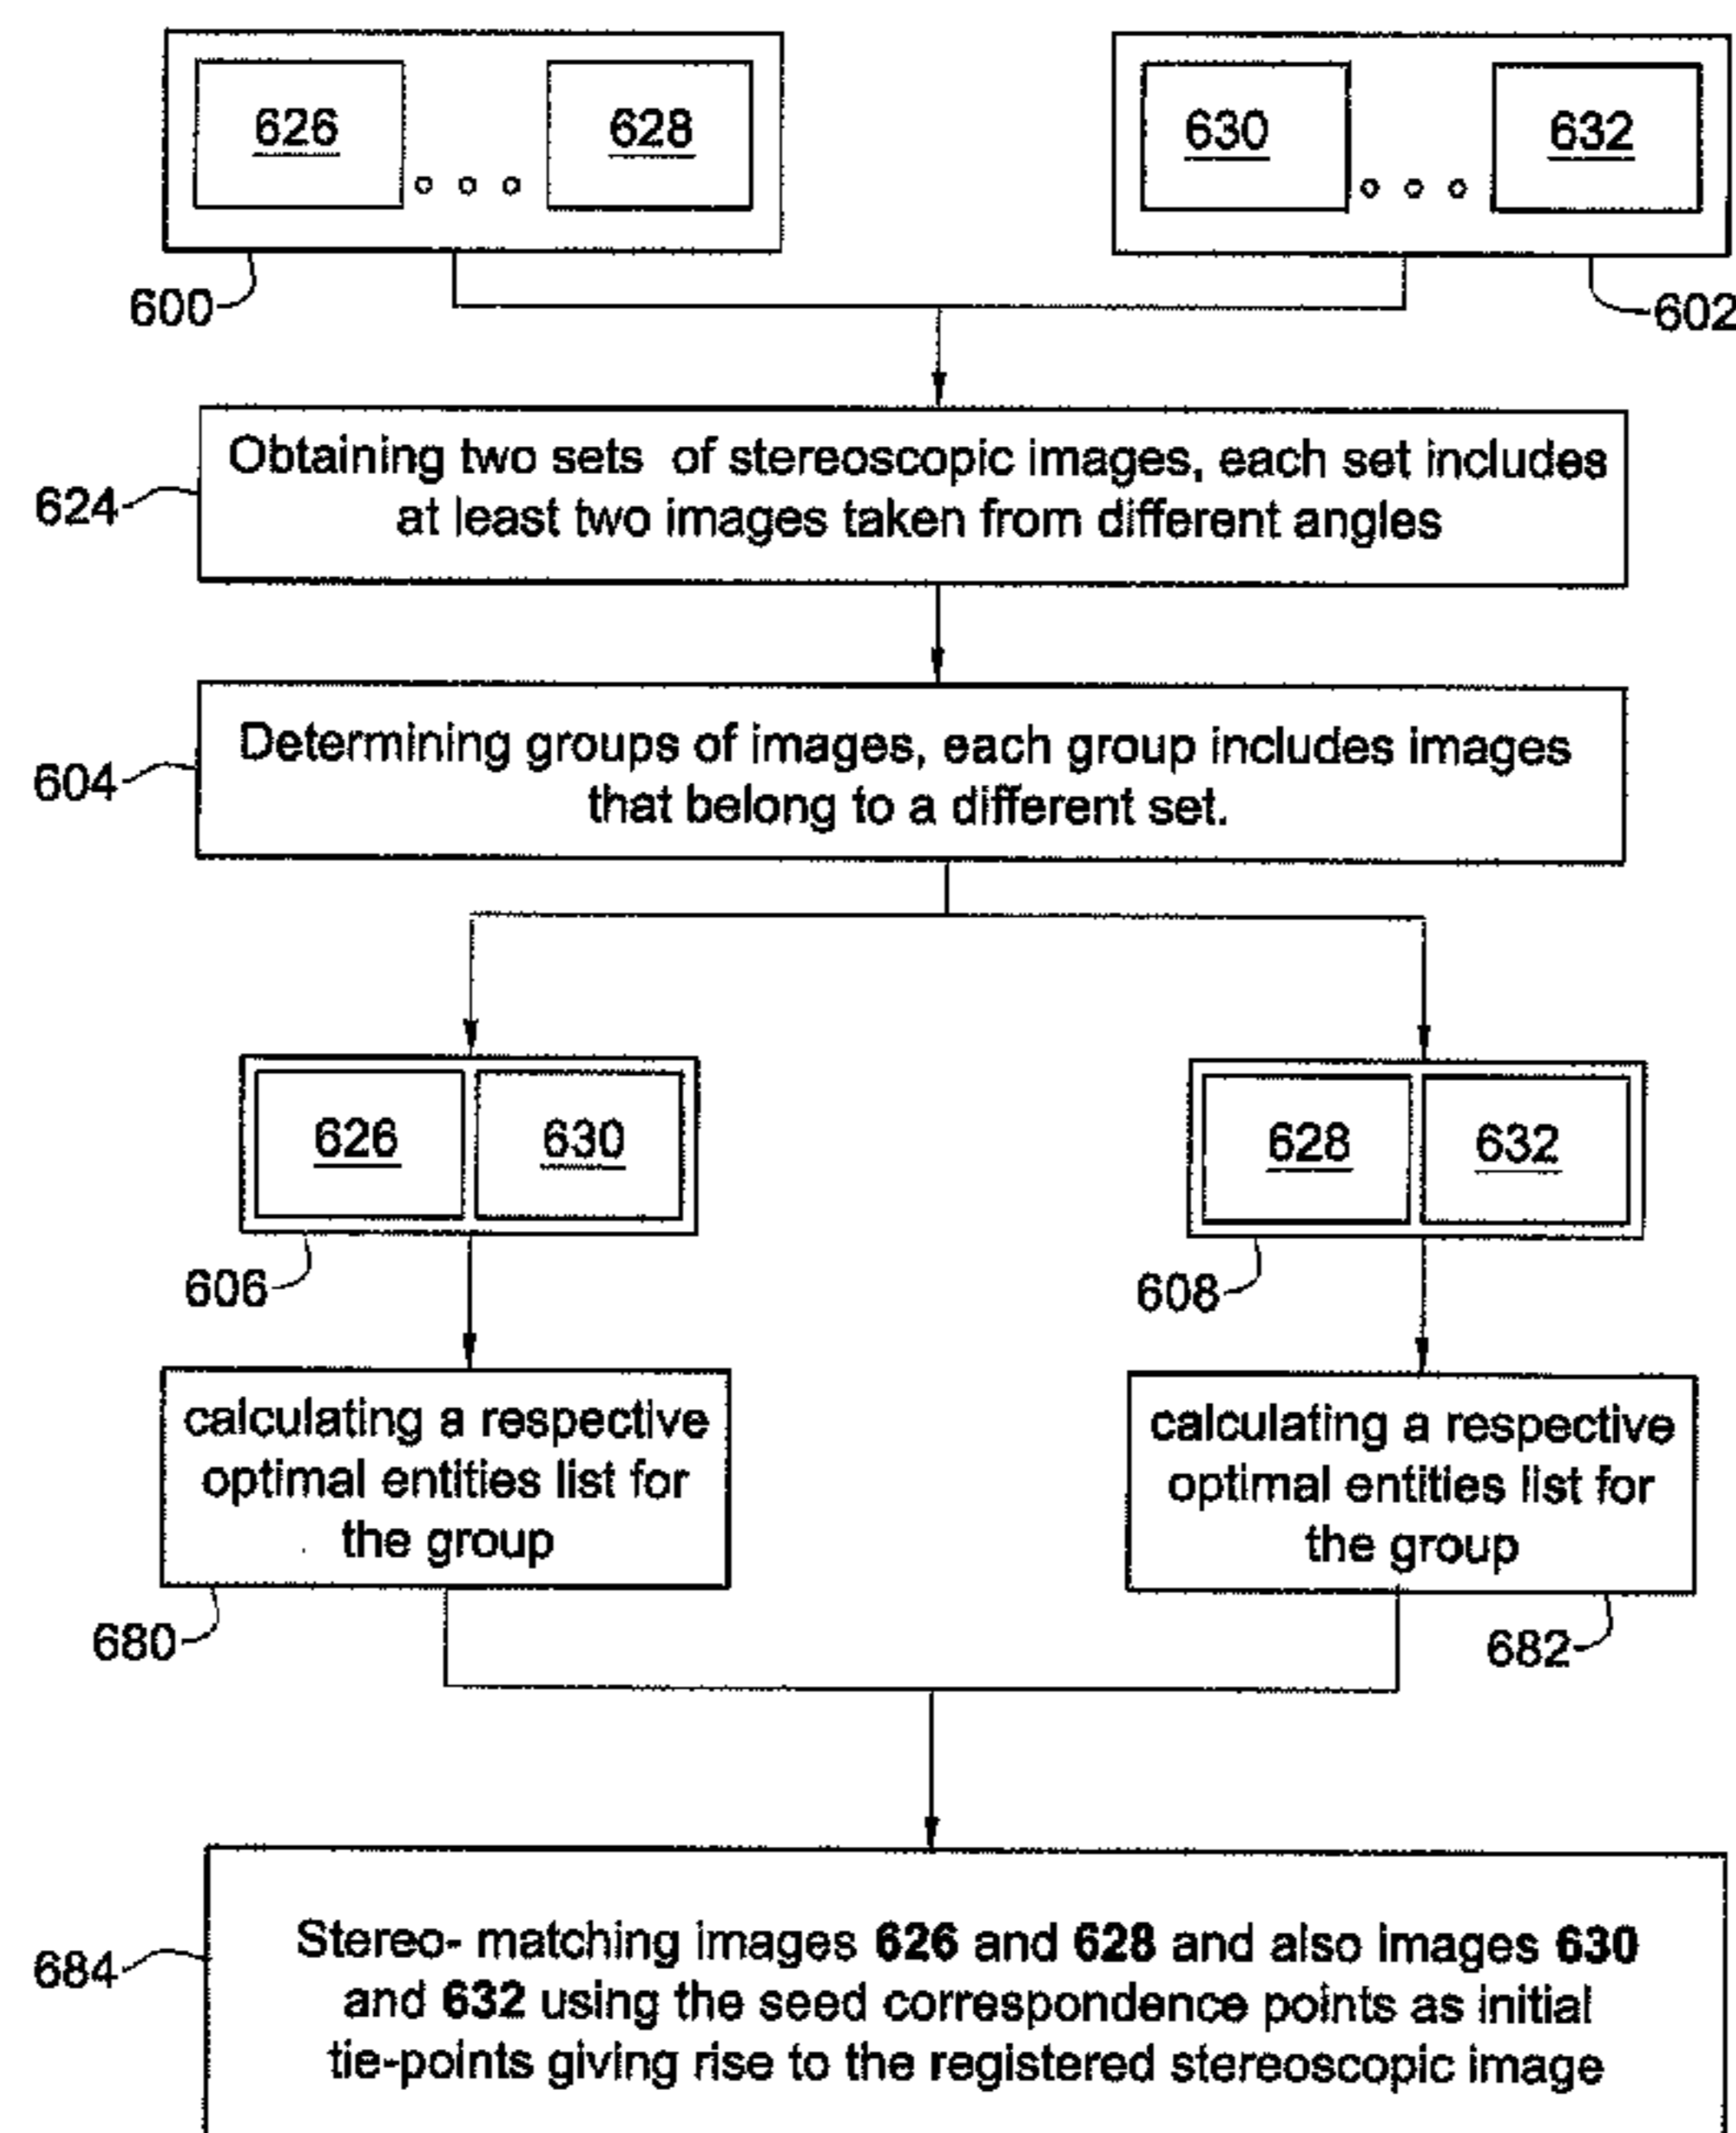 626
628
630
632
600
602
Obtaining two sets of stereoscopic images, each set includes
at least two images taken from different angles
624
Determining groups of images, each group includes images
that belong to a different set.
604
626
630
628
632
606
608
calculating a respective
optimal entities list for
the group
calculating a respective
optimal entities list for
the group
680
682
Stereo- matching images 626 and 628 and also images 630
and 632 using the seed correspondence points as initial
tie-points giving rise to the registered stereoscopic image
684